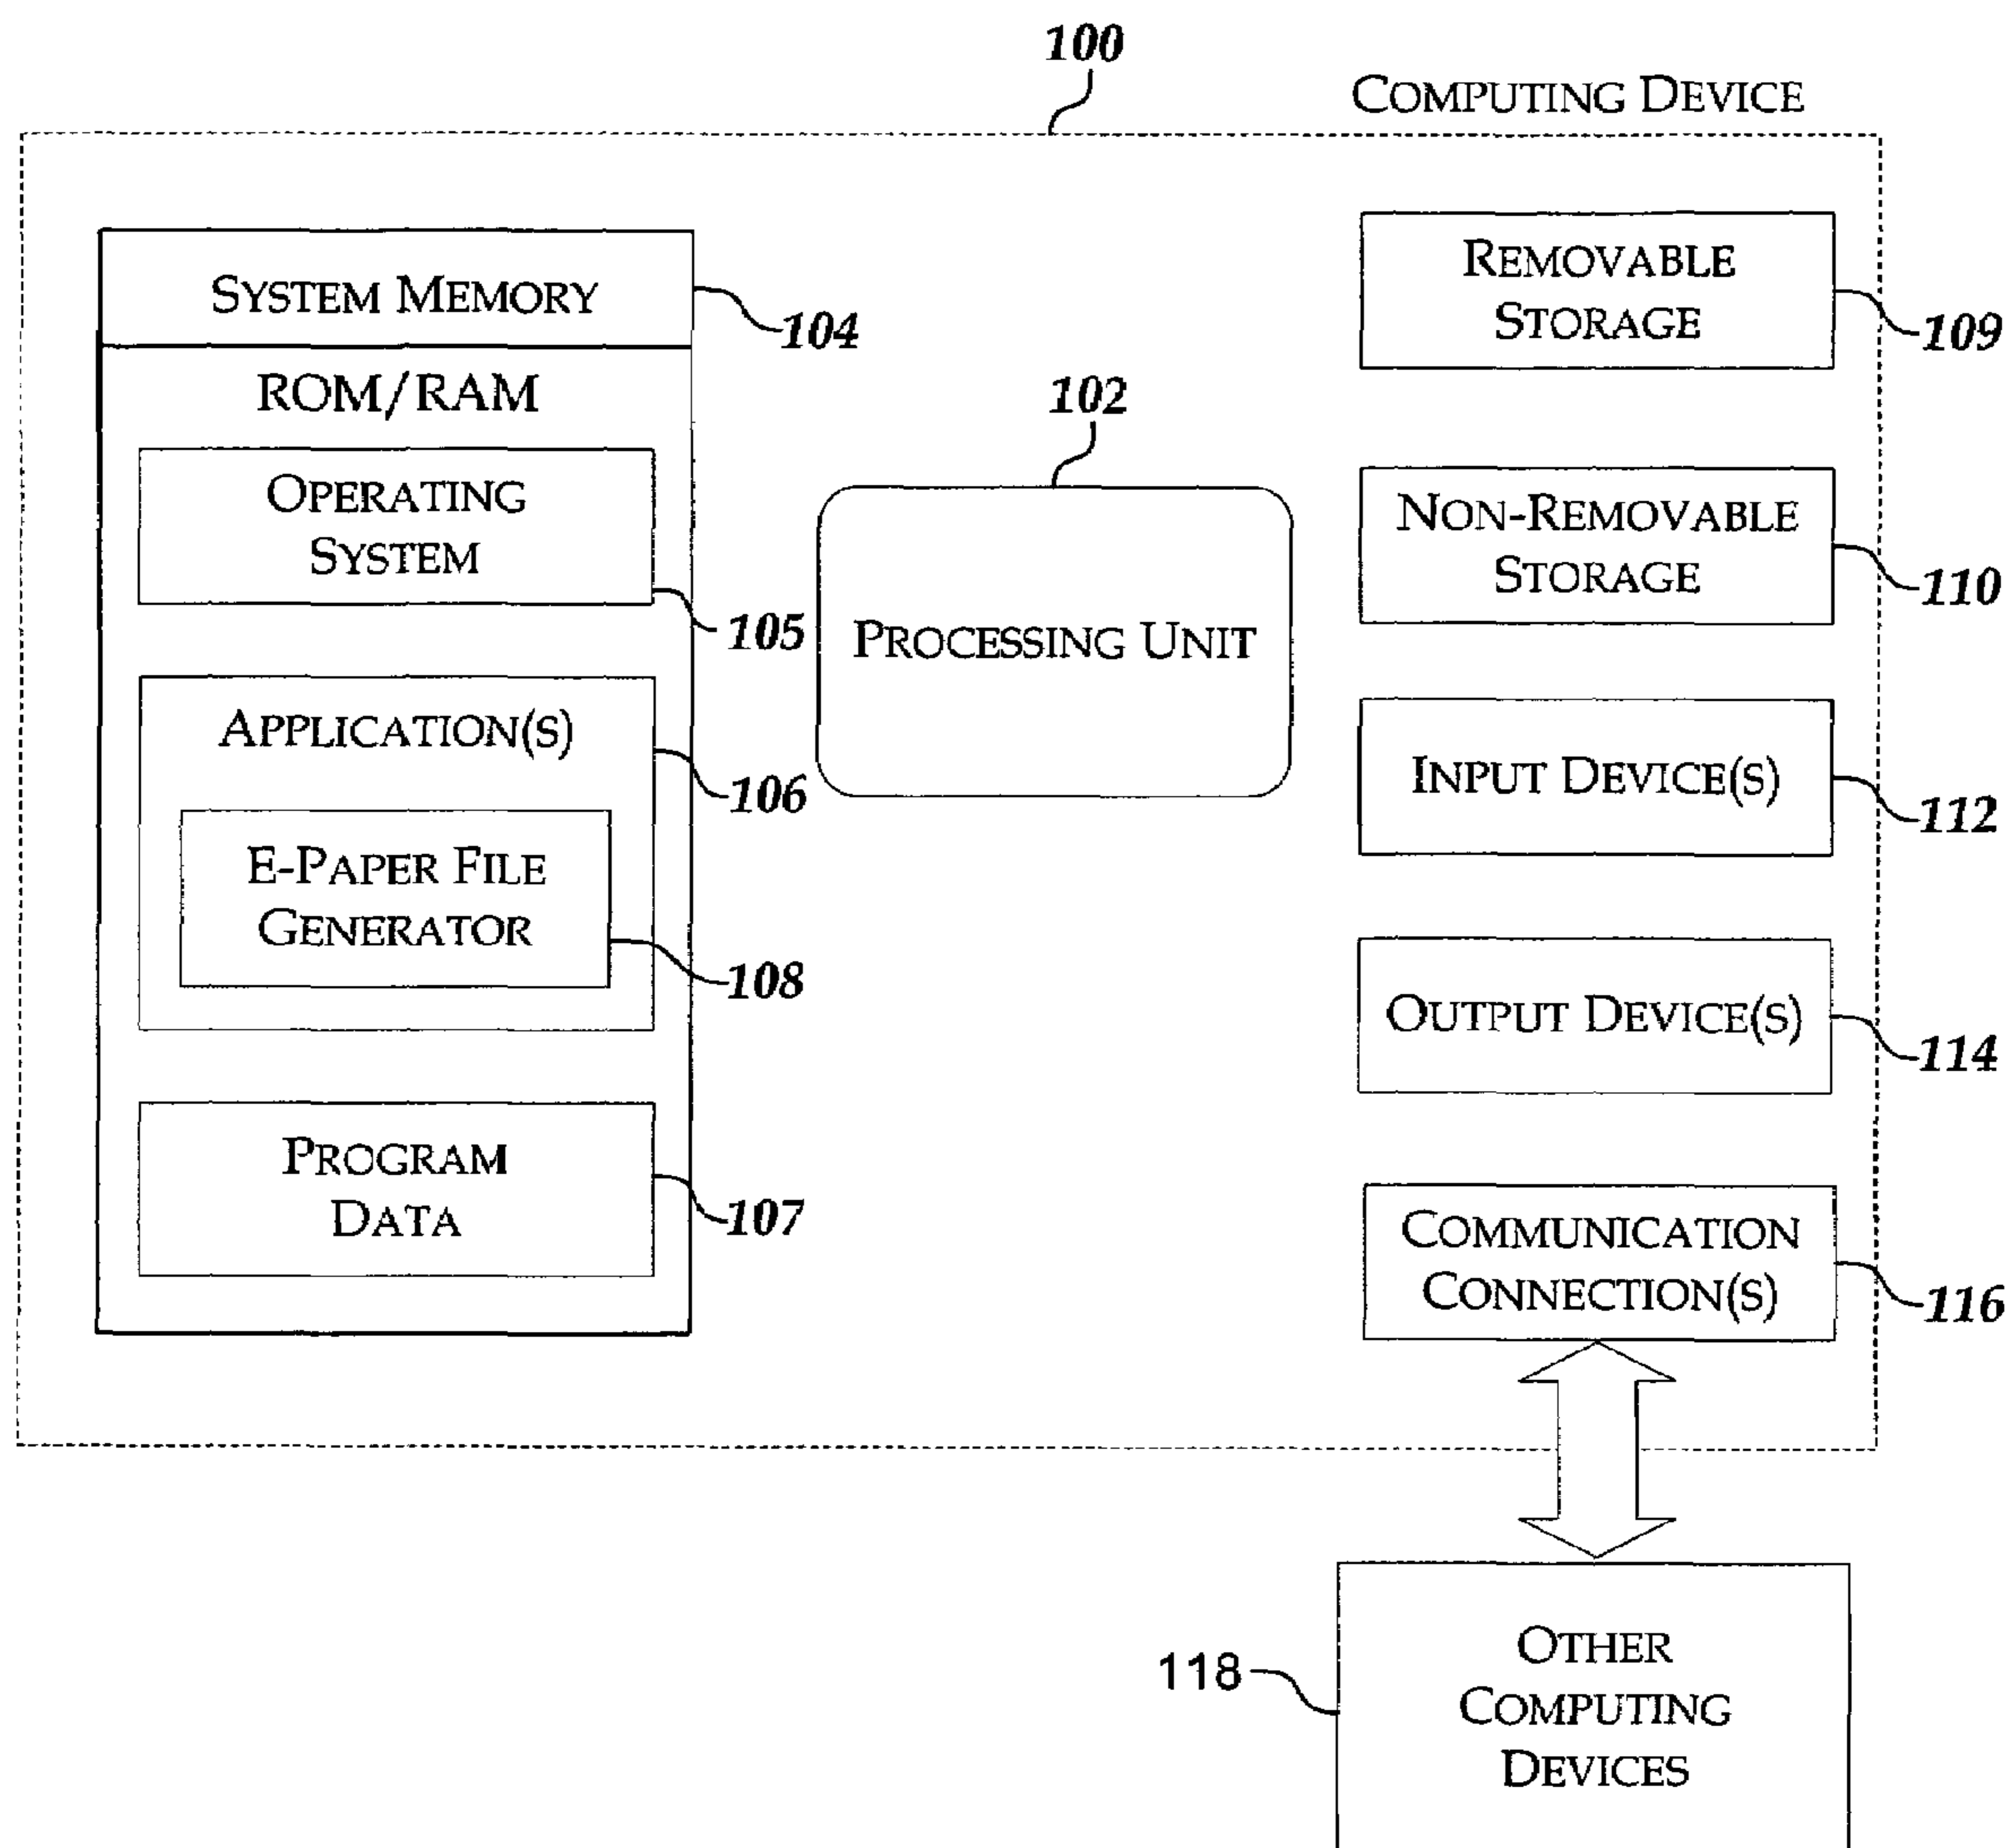 100
COMPUTING DEVICE
SYSTEM MEMORY
104
ROM/RAM
OPERATING
SYSTEM
105
APPLICATION(S)
106
E-PAPER FILE
GENERATOR
108
PROGRAM
DATA
107
102
PROCESSING UNIT
REMOVABLE
STORAGE
109
NON-REMOVABLE
STORAGE
110
INPUT DEVICE(S)
112
OUTPUT DEVICE(S)
114
COMMUNICATION
CONNECTION(S)
116
118
OTHER
COMPUTING
DEVICES